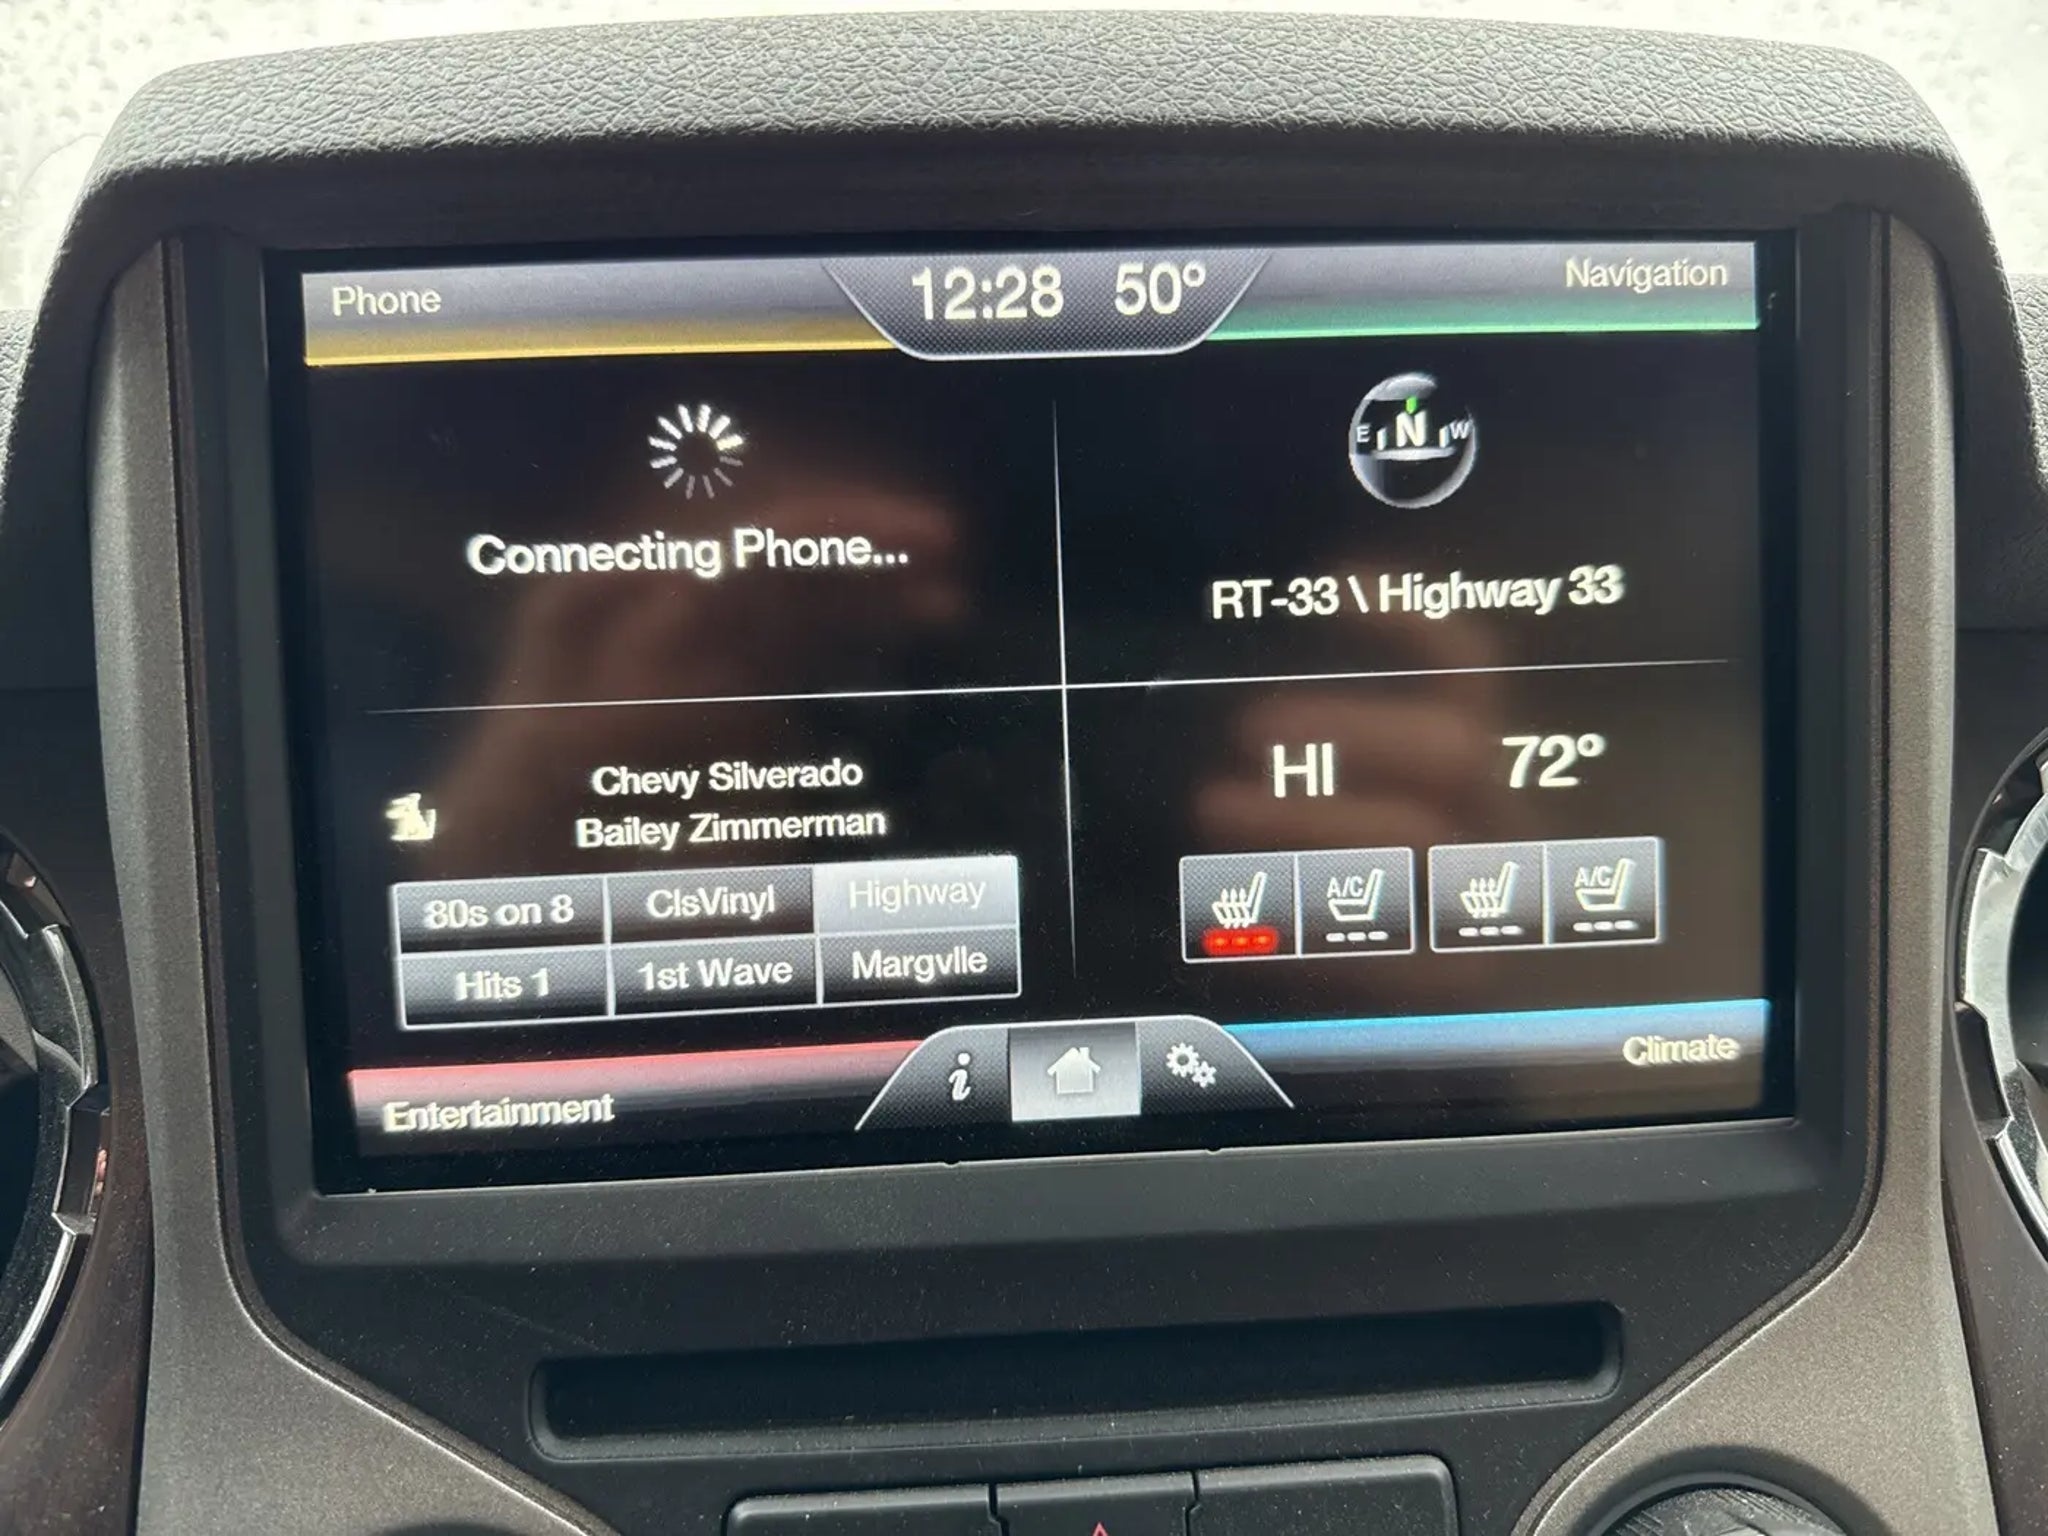 Phone
12:28 50°
Navigation
Connecting Phone...
E N W
RT-33 \ Highway 33
Chevy Silverado
Bailey Zimmerman
80s on 8 ClsVinyl Highway
Hits 1 1st Wave Margvlle
HI 72°
A/C A/C
Entertainment
i
Climate